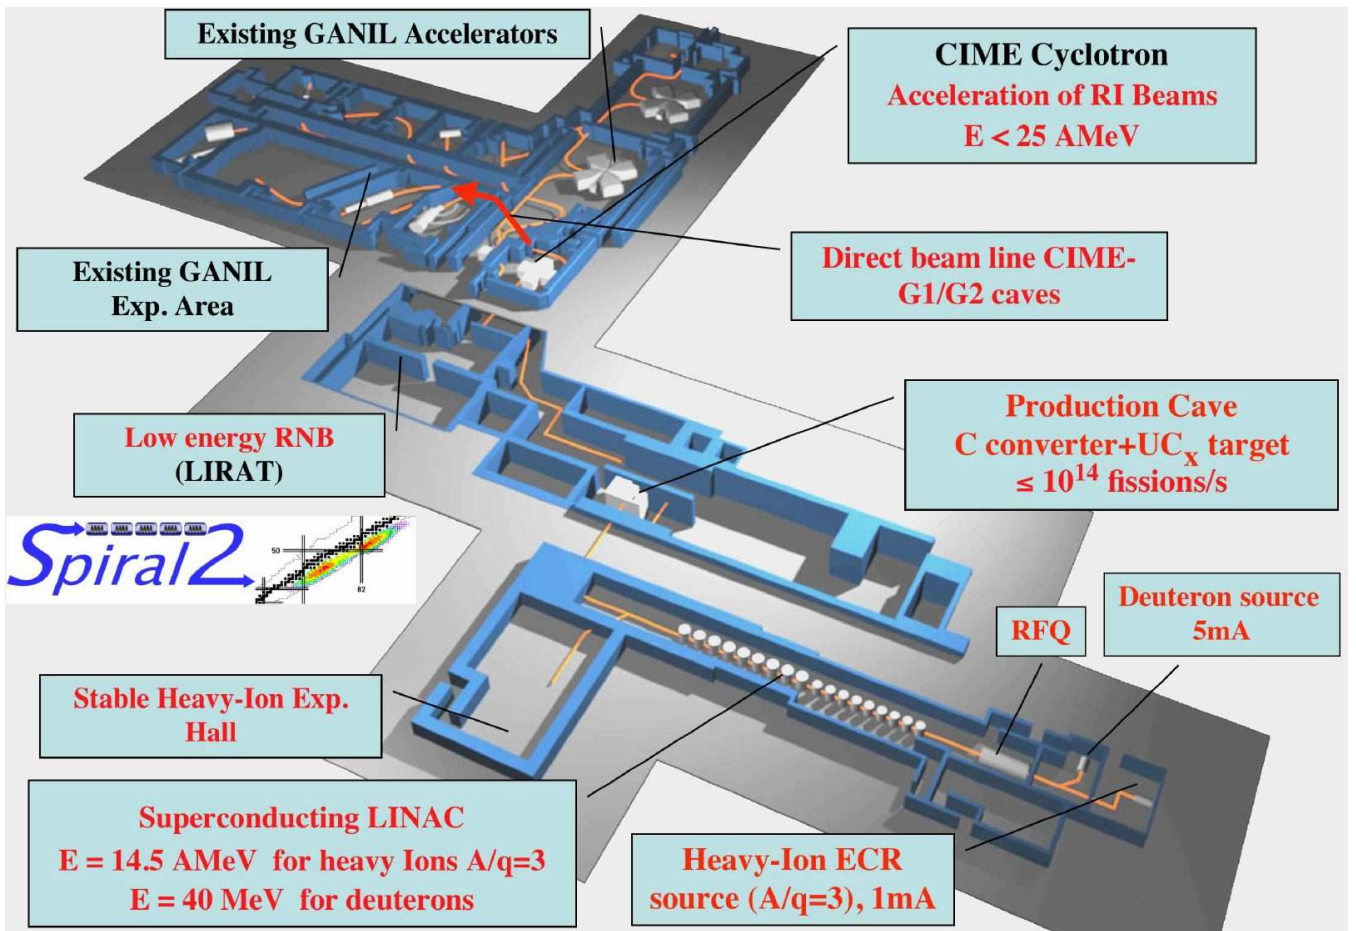 Existing GANIL Accelerators
CIME Cyclotron
Acceleration of RI Beams
E < 25 AMeV
Existing GANIL
Exp. Area
Direct beam line CIME-
G1/G2 caves
Low energy RNB
(LIRAT)
Production Cave
C converter+UCx target
≤ 10¹⁴ fissions/s
Spiral2
50
82
RFQ
Deuteron source
5mA
Stable Heavy-Ion Exp.
Hall
Superconducting LINAC
E = 14.5 AMeV for heavy Ions A/q=3
E = 40 MeV for deuterons
Heavy-Ion ECR
source (A/q=3), 1mA